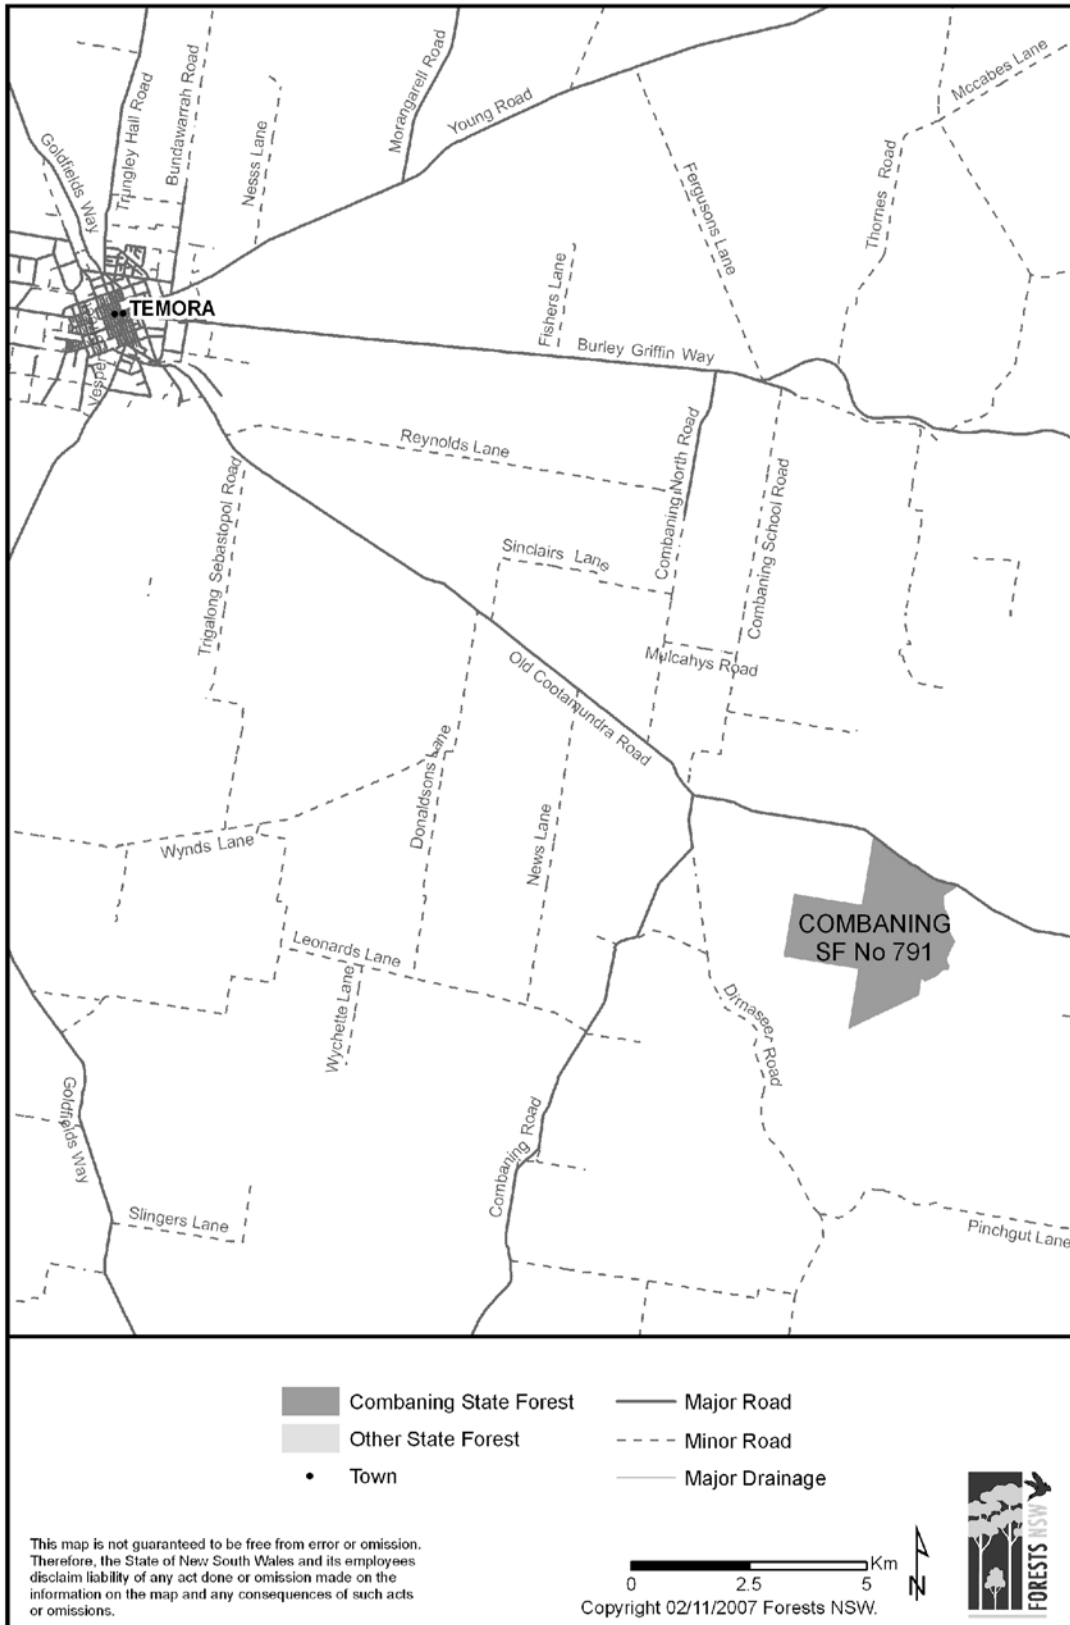 Mccabes Lane
Morangarell Road
Young Road
Trungley Hall Road
Bundawarrah Road
Nesss Lane
Goldfields Way
Fergusons Lane
Thornes Road
Fishers Lane
TEMORA
Burley Griffin Way
Vesper
Reynolds Lane
Combaning North Road
Combaning School Road
Trigalong Sebastopol Road
Sinclairs Lane
Mulcahys Road
Old Cootamundra Road
Donaldsons Lane
News Lane
Wynds Lane
COMBANING
SF No 791
Leonards Lane
Wychette Lane
Dirnaseer Road
Goldfields Way
Combaning Road
Slingers Lane
Pinchgut Lane
Combaning State Forest
Other State Forest
Town
Major Road
Minor Road
Major Drainage
This map is not guaranteed to be free from error or omission.
Therefore, the State of New South Wales and its employees
disclaim liability of any act done or omission made on the
information on the map and any consequences of such acts
or omissions.
Km
0 2.5 5
N
Copyright 02/11/2007 Forests NSW.
FORESTS NSW